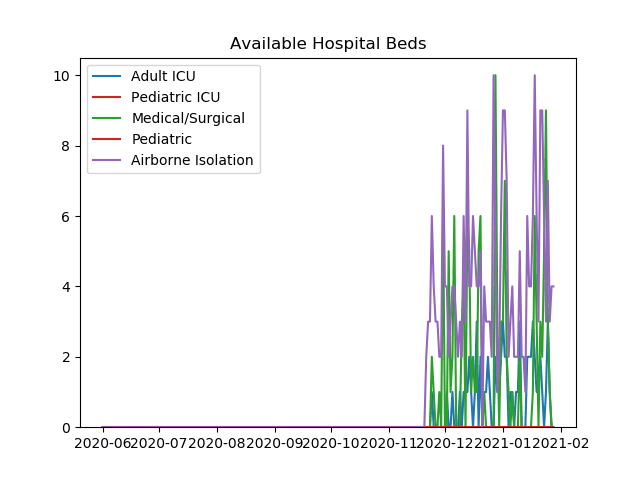 Available Hospital Beds
Adult ICU
Pediatric ICU
Medical/Surgical
Pediatric
Airborne Isolation
10
8
6
4
2
0
2020-06 2020-07 2020-08 2020-09 2020-10 2020-11 2020-12 2021-01 2021-02